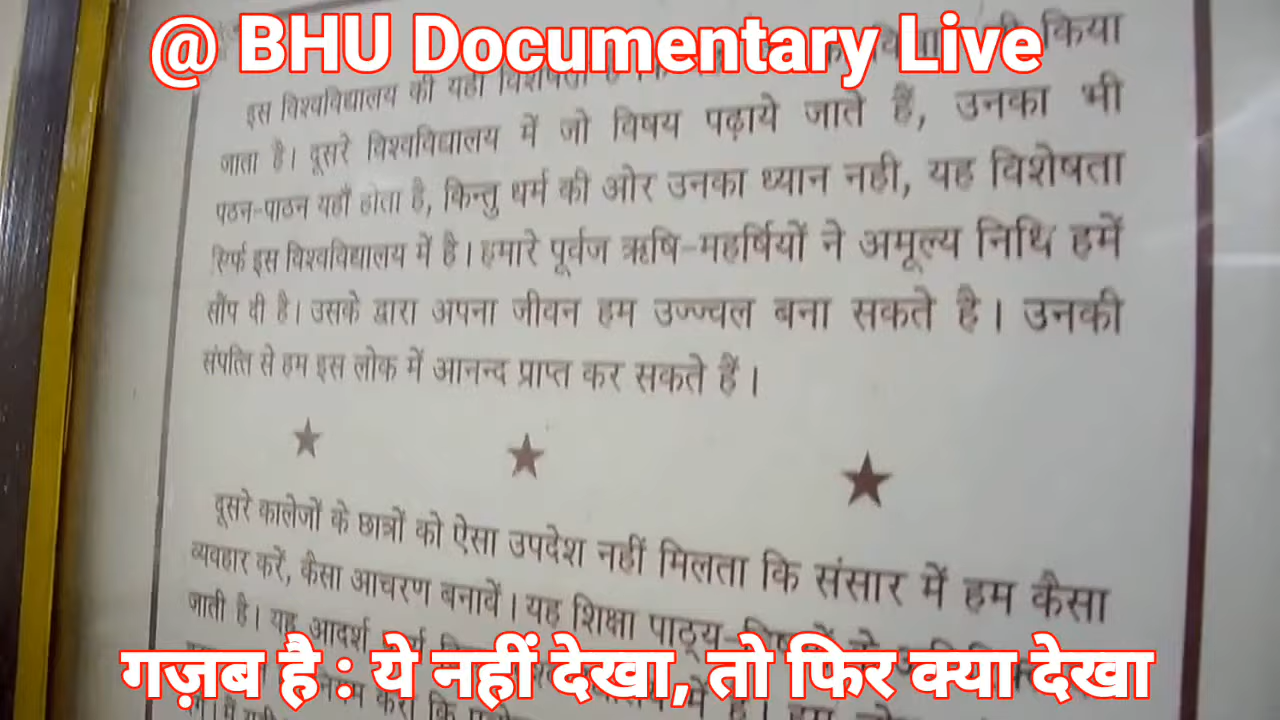 @ BHU Documentary Live
किया
इस विश्वविद्यालय की यही विशेषता
जाता है। दूसरे विश्वविद्यालय में जो विषय पढ़ाये जाते हैं, उनका भी
पठन-पाठन यहाँ होता है, किन्तु धर्म की ओर उनका ध्यान नही, यह विशेषता
सिर्फ इस विश्वविद्यालय में है। हमारे पूर्वज ऋषि-महर्षियों ने अमूल्य निधि हमें
सौंप दी है। उसके द्वारा अपना जीवन हम उज्ज्वल बना सकते है। उनकी
संपत्ति से हम इस लोक में आनन्द प्राप्त कर सकते हैं।
दूसरे कालेजों के छात्रों को ऐसा उपदेश नहीं मिलता कि संसार में हम कैसा
व्यवहार करें, कैसा आचरण बनावें। यह शिक्षा पाठ्य-
जाती है। यह आदर्श
गज़ब है : ये नहीं देखा, तो फिर क्या देखा